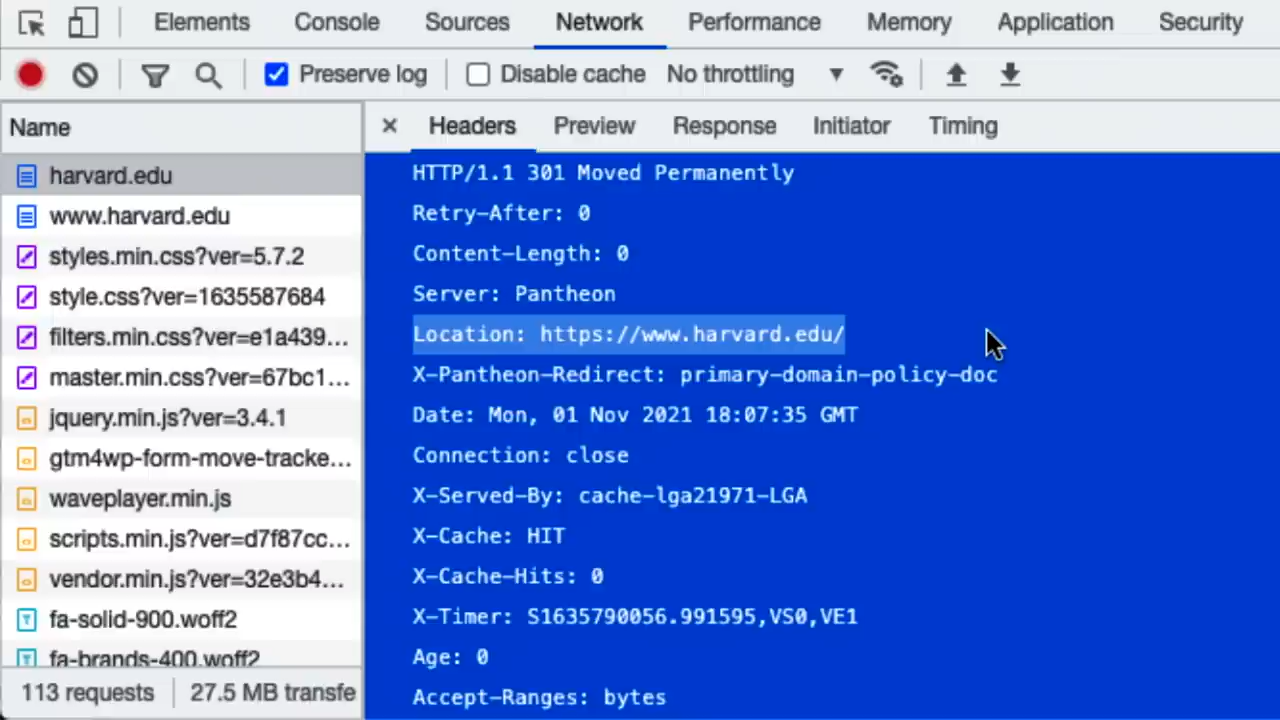 Elements Console Sources Network Performance Memory Application Security
Preserve log Disable cache No throttling
Name
Headers Preview Response Initiator Timing
harvard.edu
www.harvard.edu
styles.min.css?ver=5.7.2
style.css?ver=1635587684
filters.min.css?ver=e1a439...
master.min.css?ver=67bc1...
jquery.min.js?ver=3.4.1
gtm4wp-form-move-tracke...
waveplayer.min.js
scripts.min.js?ver=d7f87cc...
vendor.min.js?ver=32e3b4...
fa-solid-900.woff2
fa-brands-400.woff2
113 requests 27.5 MB transfe
HTTP/1.1 301 Moved Permanently
Retry-After: 0
Content-Length: 0
Server: Pantheon
Location: https://www.harvard.edu/
X-Pantheon-Redirect: primary-domain-policy-doc
Date: Mon, 01 Nov 2021 18:07:35 GMT
Connection: close
X-Served-By: cache-lga21971-LGA
X-Cache: HIT
X-Cache-Hits: 0
X-Timer: S1635790056.991595,VS0,VE1
Age: 0
Accept-Ranges: bytes